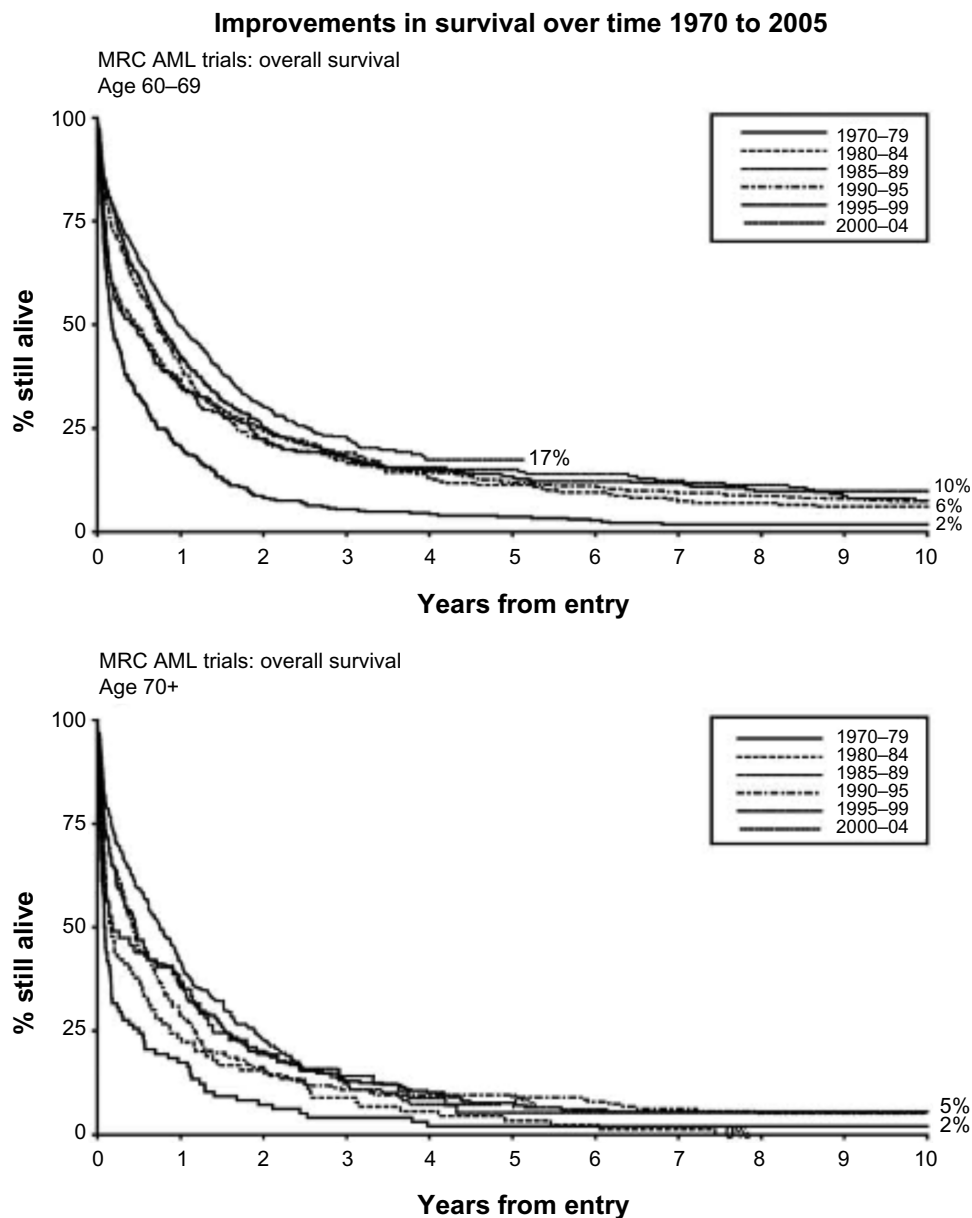 Improvements in survival over time 1970 to 2005
MRC AML trials: overall survival
Age 60–69
% still alive
100
75
50
25
0
1970–79
1980–84
1985–89
1990–95
1995–99
2000–04
17%
10%
6%
2%
0 1 2 3 4 5 6 7 8 9 10
Years from entry
MRC AML trials: overall survival
Age 70+
% still alive
100
75
50
25
0
1970–79
1980–84
1985–89
1990–95
1995–99
2000–04
5%
2%
0%
0 1 2 3 4 5 6 7 8 9 10
Years from entry